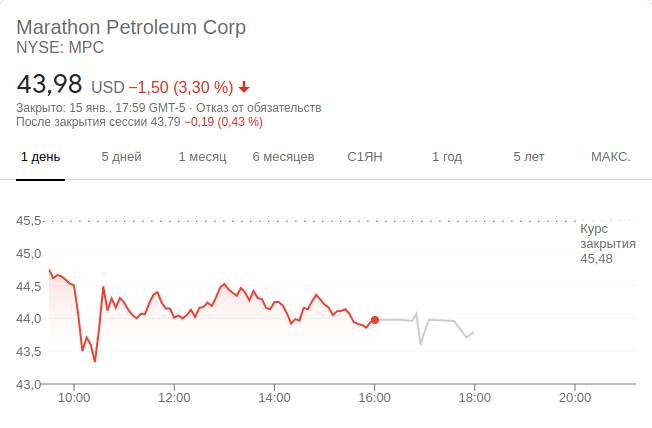 Marathon Petroleum Corp
NYSE: MPC
43,98 USD −1,50 (3,30 %)
Закрыто: 15 янв., 17:59 GMT-5 · Отказ от обязательств
После закрытия сессии 43,79 −0,19 (0,43 %)
1 день 5 дней 1 месяц 6 месяцев С1ЯН 1 год 5 лет МАКС.
45,5
Курс
закрытия
45,48
45,0
44,5
44,0
43,5
43,0
10:00 12:00 14:00 16:00 18:00 20:00